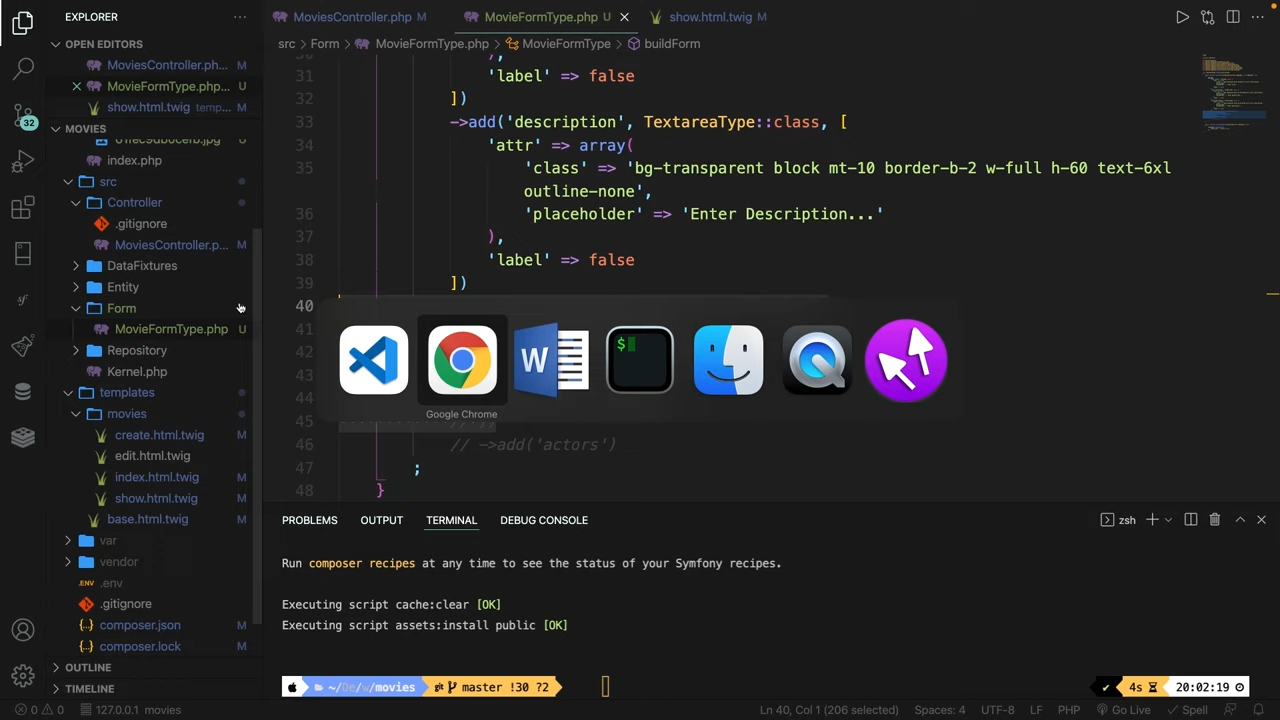 EXPLORER
MoviesController.php M
MovieFormType.php U
show.html.twig M
OPEN EDITORS
src › Form › MovieFormType.php › MovieFormType › buildForm
MoviesController.ph... M
MovieFormType.php... U
show.html.twig temp... M
MOVIES
index.php
src
Controller
.gitignore
MoviesController.p... M
DataFixtures
Entity
Form
MovieFormType.php U
Repository
Kernel.php
templates
movies
create.html.twig M
edit.html.twig
index.html.twig M
show.html.twig M
base.html.twig M
var
vendor
.env
.gitignore
composer.json M
composer.lock M
OUTLINE
TIMELINE
32
31 'label' => false
32 ])
33 ->add('description', TextareaType::class, [
34 'attr' => array(
35 'class' => 'bg-transparent block mt-10 border-b-2 w-full h-60 text-6xl
outline-none',
36 'placeholder' => 'Enter Description...'
37 ),
38 'label' => false
39 ])
40
41
42
43
44
45
46 // ->add('actors')
47 ;
48 }
Google Chrome
PROBLEMS OUTPUT TERMINAL DEBUG CONSOLE
zsh
Run composer recipes at any time to see the status of your Symfony recipes.
Executing script cache:clear [OK]
Executing script assets:install public [OK]
~/De/w/movies master !30 ?2
✔ 4s 20:02:19
0 0 127.0.0.1 movies
Ln 40, Col 1 (206 selected) Spaces: 4 UTF-8 LF PHP Go Live Spell